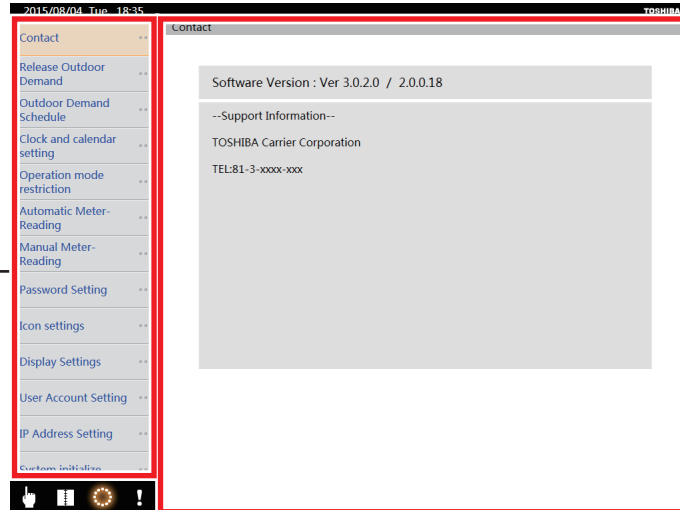 2015/08/04 Tue 18:35
TOSHIBA
Contact
Contact
Release Outdoor
Demand
Outdoor Demand
Schedule
Clock and calendar
setting
Operation mode
restriction
Automatic Meter-
Reading
Manual Meter-
Reading
Password Setting
Icon settings
Display Settings
User Account Setting
IP Address Setting
System initialize
Software Version : Ver 3.0.2.0 / 2.0.0.18
--Support Information--
TOSHIBA Carrier Corporation
TEL:81-3-xxxx-xxx